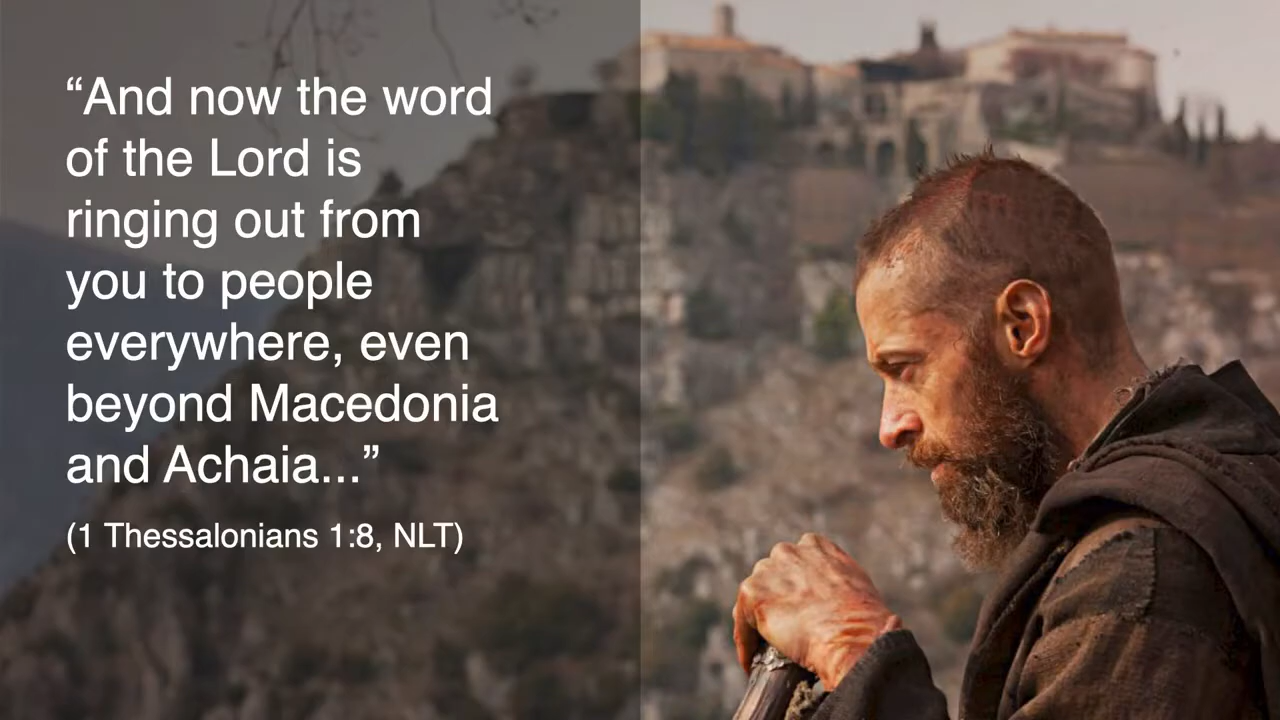 “And now the word
of the Lord is
ringing out from
you to people
everywhere, even
beyond Macedonia
and Achaia...”
(1 Thessalonians 1:8, NLT)